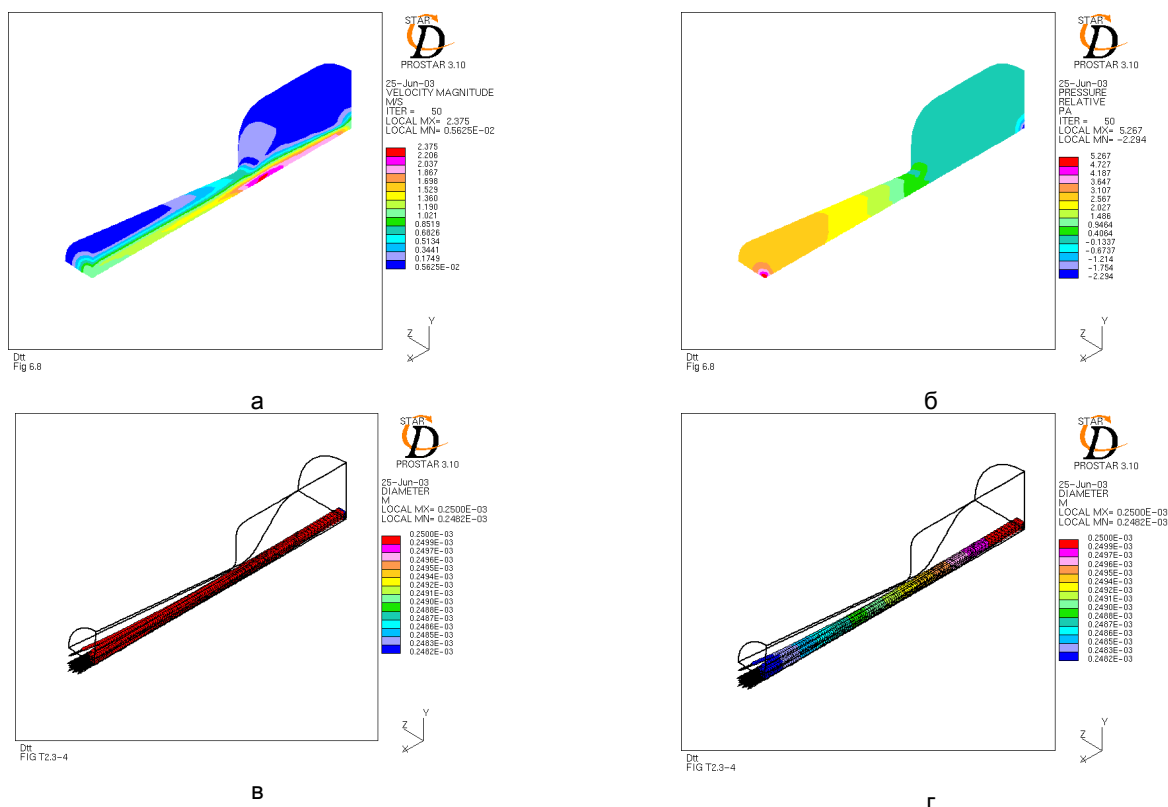 STAR
D
PROSTAR 3.10
25-Jun-03
VELOCITY MAGNITUDE
M/S
ITER = 50
LOCAL MX= 2.375
LOCAL MN= 0.5625E-02
2.375
2.206
2.037
1.867
1.698
1.529
1.360
1.190
1.021
0.8519
0.6826
0.5134
0.3441
0.1749
0.5625E-02
Y
Z
X
Dtt
Fig 6.8
а
STAR
D
PROSTAR 3.10
25-Jun-03
PRESSURE
RELATIVE
PA
ITER = 50
LOCAL MX= 5.267
LOCAL MN= -2.294
5.267
4.727
4.187
3.647
3.107
2.567
2.027
1.486
0.9464
0.4064
-0.1337
-0.6737
-1.214
-1.754
-2.294
Y
Z
X
Dtt
Fig 6.8
б
STAR
D
PROSTAR 3.10
25-Jun-03
DIAMETER
M
LOCAL MX= 0.2500E-03
LOCAL MN= 0.2482E-03
0.2500E-03
0.2499E-03
0.2497E-03
0.2496E-03
0.2495E-03
0.2494E-03
0.2492E-03
0.2491E-03
0.2490E-03
0.2488E-03
0.2487E-03
0.2486E-03
0.2485E-03
0.2483E-03
0.2482E-03
Y
Z
X
Dtt
FIG T2.3-4
в
STAR
D
PROSTAR 3.10
25-Jun-03
DIAMETER
M
LOCAL MX= 0.2500E-03
LOCAL MN= 0.2482E-03
0.2500E-03
0.2499E-03
0.2497E-03
0.2496E-03
0.2495E-03
0.2494E-03
0.2492E-03
0.2491E-03
0.2490E-03
0.2488E-03
0.2487E-03
0.2486E-03
0.2485E-03
0.2483E-03
0.2482E-03
Y
Z
X
Dtt
FIG T2.3-4
г